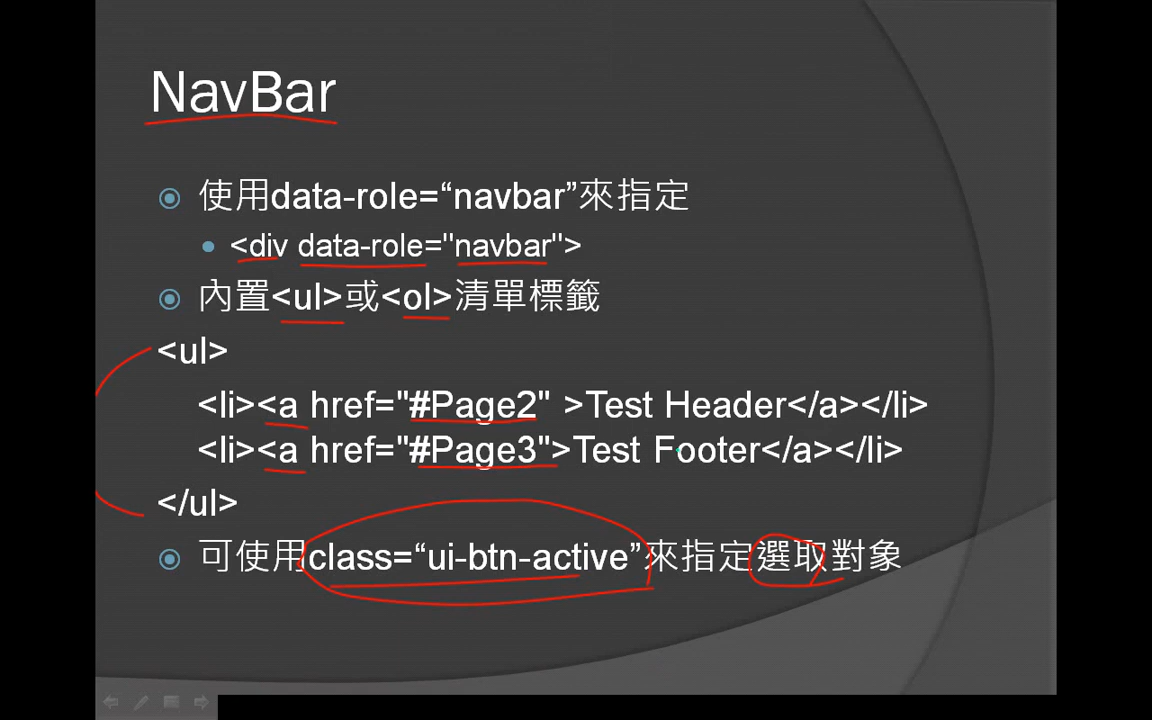 NavBar
使用data-role=“navbar”來指定
<div data-role="navbar">
內置<ul>或<ol>清單標籤
<ul>
<li><a href="#Page2" >Test Header</a></li>
<li><a href="#Page3">Test Footer</a></li>
</ul>
可使用class=“ui-btn-active”來指定選取對象